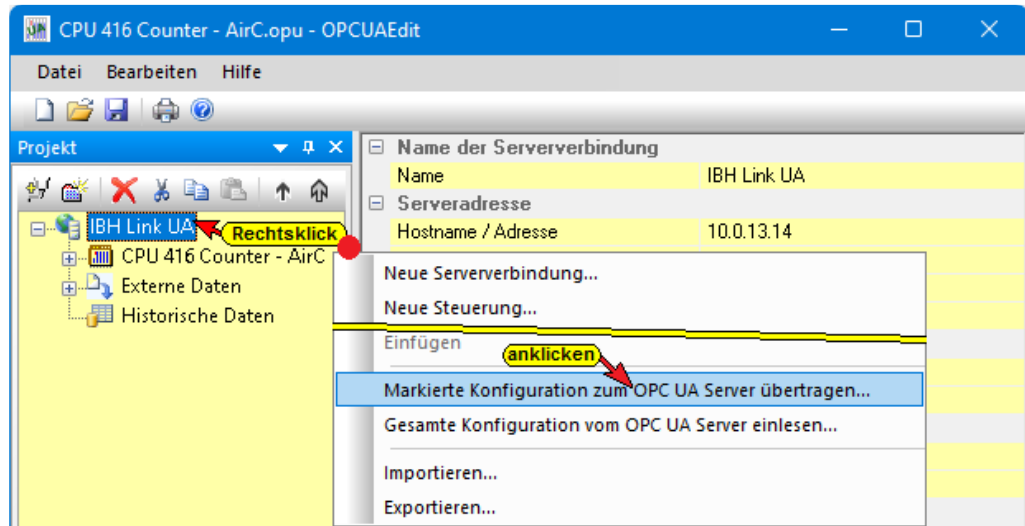 CPU 416 Counter - AirC.opu - OPCUAEdit
Datei Bearbeiten Hilfe
Projekt
Name der Serververbindung
Name IBH Link UA
Serveradresse
Hostname / Adresse 10.0.13.14
IBH Link UA
Rechtsklick
CPU 416 Counter - AirC
Externe Daten
Historische Daten
Neue Serververbindung...
Neue Steuerung...
Einfügen
anklicken
Markierte Konfiguration zum OPC UA Server übertragen...
Gesamte Konfiguration vom OPC UA Server einlesen...
Importieren...
Exportieren...